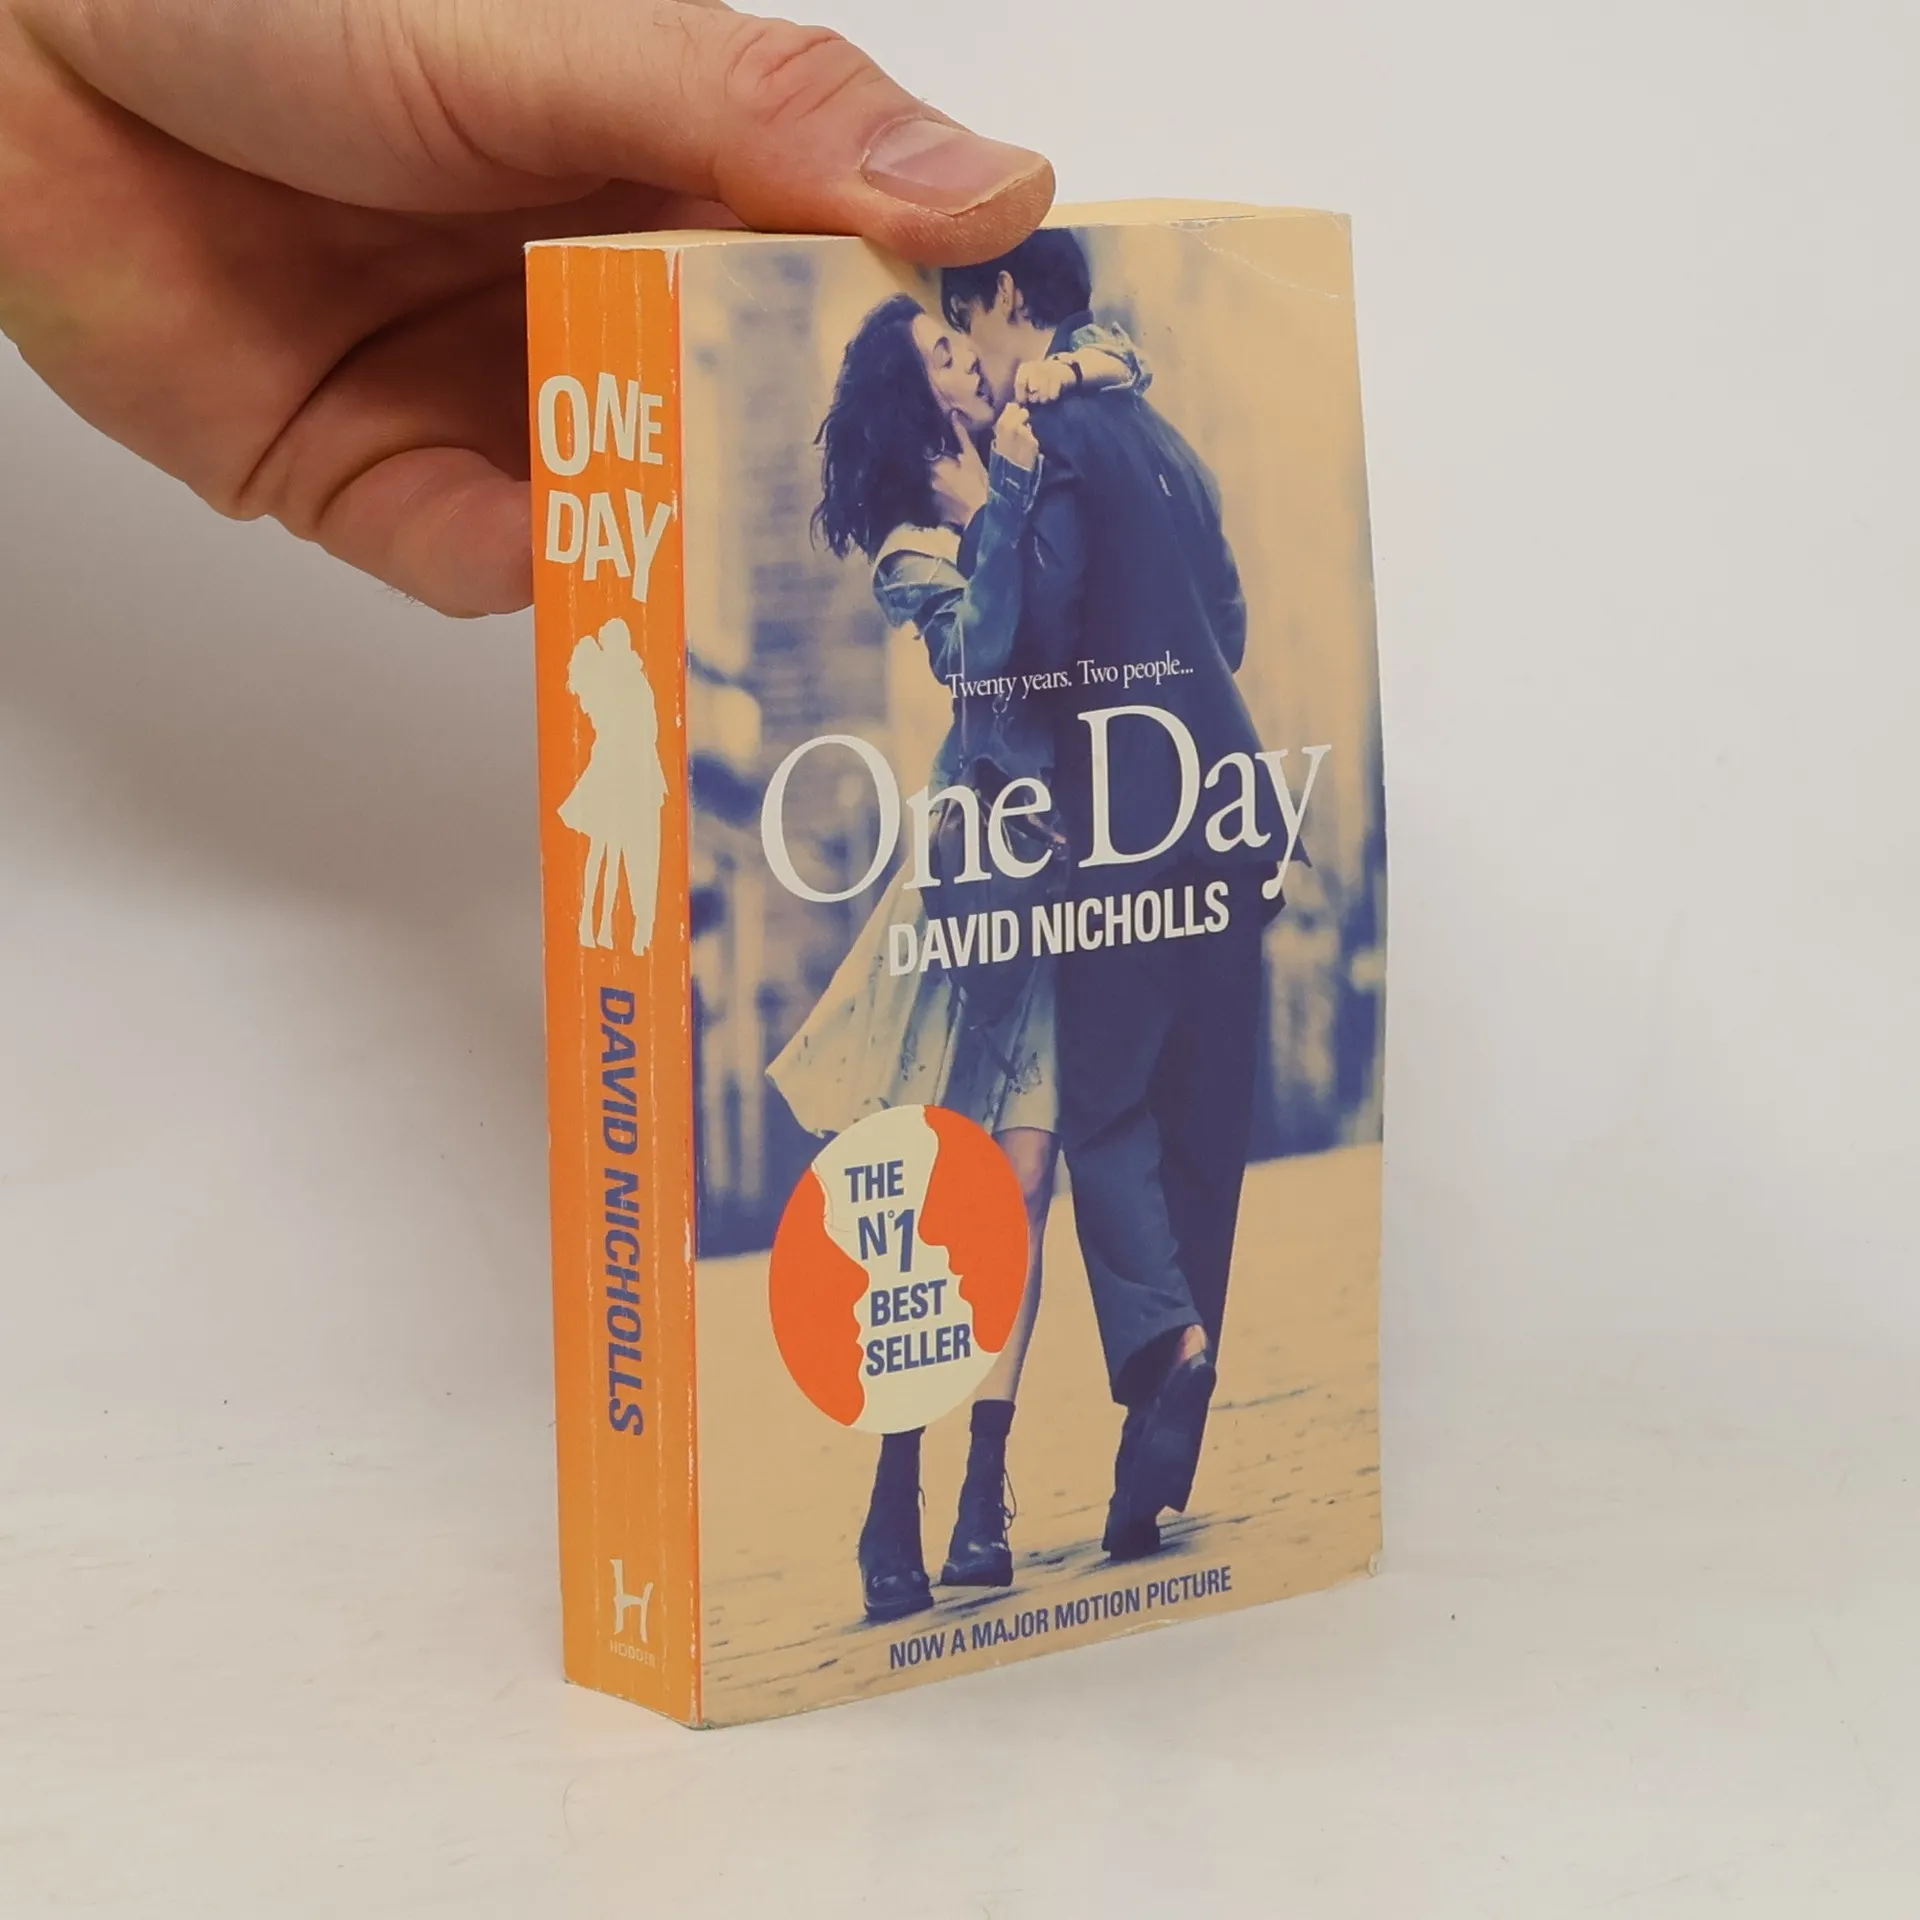 ONE
DAY
DAVID NICHOLLS
H
HODDER
Twenty years. Two people...
One Day
DAVID NICHOLLS
THE
N°1
BEST
SELLER
NOW A MAJOR MOTION PICTURE